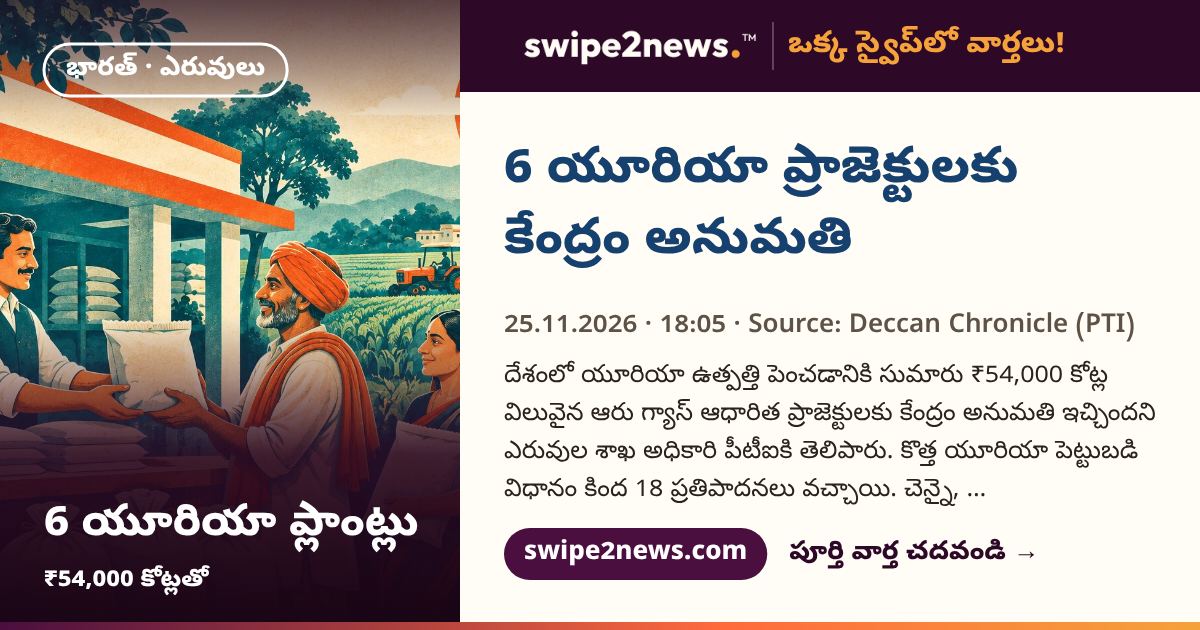 భారత్ · ఎరువులు
6 యూరియా ప్లాంట్లు
₹54,000 కోట్లతో
swipe2news.™
ఒక్క స్వైప్‌లో వార్తలు!
6 యూరియా ప్రాజెక్టులకు
కేంద్రం అనుమతి
25.11.2026 · 18:05 · Source: Deccan Chronicle (PTI)
దేశంలో యూరియా ఉత్పత్తి పెంచడానికి సుమారు ₹54,000 కోట్ల
విలువైన ఆరు గ్యాస్ ఆధారిత ప్రాజెక్టులకు కేంద్రం అనుమతి ఇచ్చిందని
ఎరువుల శాఖ అధికారి పీటీఐకి తెలిపారు. కొత్త యూరియా పెట్టుబడి
విధానం కింద 18 ప్రతిపాదనలు వచ్చాయి. చెన్నై, ...
swipe2news.com
పూర్తి వార్త చదవండి →